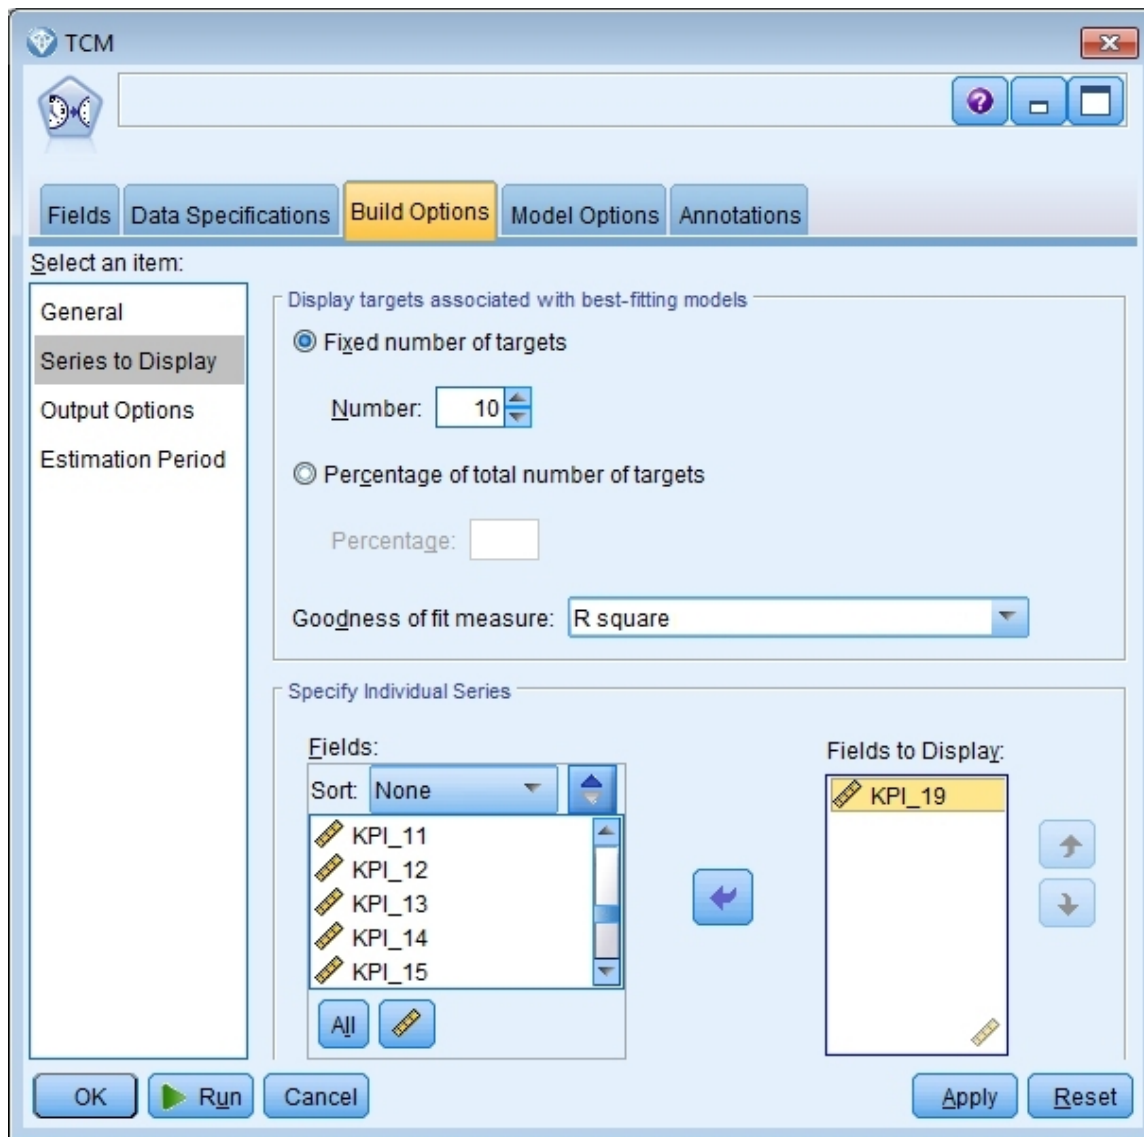 TCM
Fields Data Specifications Build Options Model Options Annotations
Select an item:
General
Series to Display
Output Options
Estimation Period
Display targets associated with best-fitting models
Fixed number of targets
Number: 10
Percentage of total number of targets
Percentage:
Goodness of fit measure: R square
Specify Individual Series
Fields:
Sort: None
KPI_11
KPI_12
KPI_13
KPI_14
KPI_15
All
Fields to Display:
KPI_19
OK Run Cancel Apply Reset